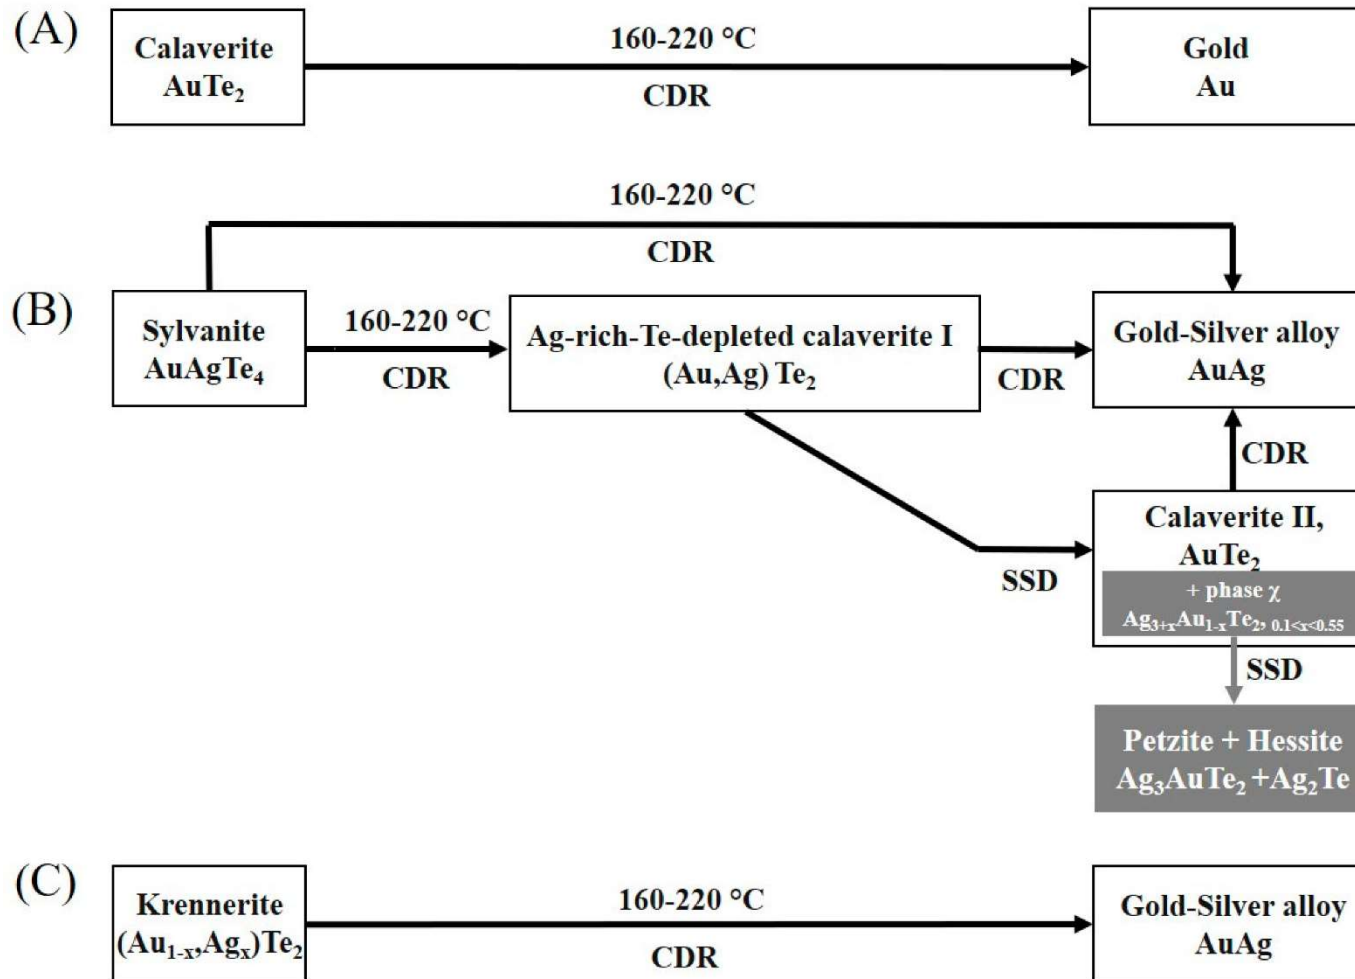 (A)
Calaverite
AuTe₂
160-220 °C
CDR
Gold
Au
160-220 °C
CDR
(B)
Sylvanite
AuAgTe₄
160-220 °C
CDR
Ag-rich-Te-depleted calaverite I
(Au,Ag) Te₂
CDR
Gold-Silver alloy
AuAg
CDR
SSD
Calaverite II,
AuTe₂
+ phase χ
Ag₃₊ₓAu₁₋ₓTe₂, 0.1<x<0.55
SSD
Petzite + Hessite
Ag₃AuTe₂ +Ag₂Te
(C)
Krennerite
(Au₁₋ₓ,Agₓ)Te₂
160-220 °C
CDR
Gold-Silver alloy
AuAg